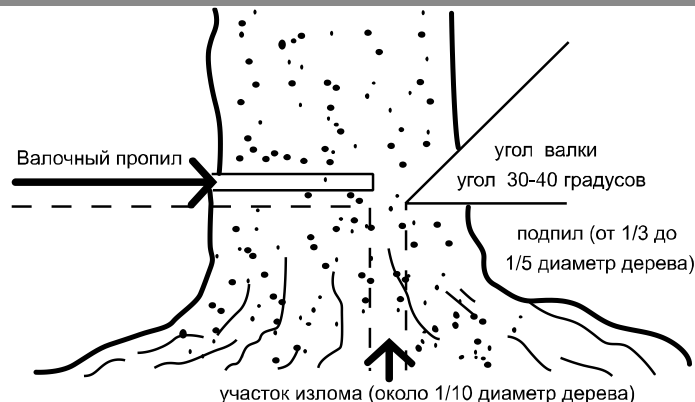 Валочный пропил
угол валки
угол 30-40 градусов
подпил (от 1/3 до
1/5 диаметр дерева)
участок излома (около 1/10 диаметр дерева)